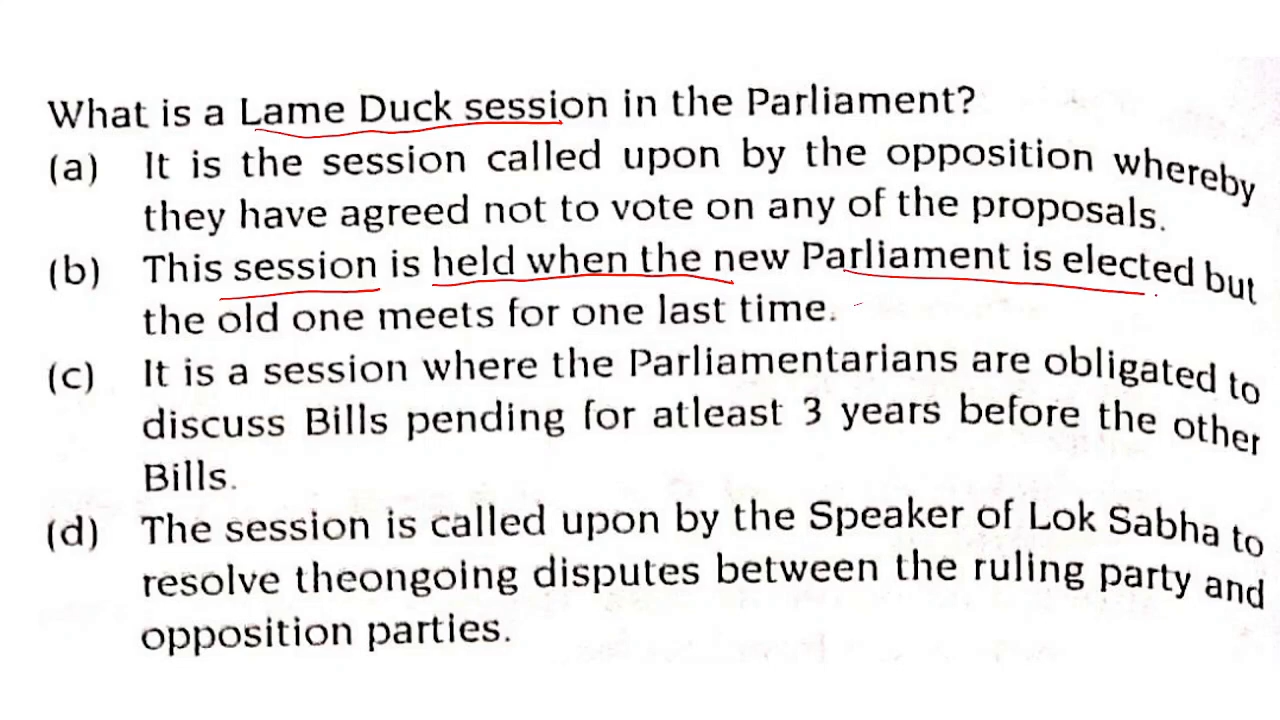 What is a Lame Duck session in the Parliament?
(a) It is the session called upon by the opposition whereby
they have agreed not to vote on any of the proposals.
(b) This session is held when the new Parliament is elected but
the old one meets for one last time.
(c) It is a session where the Parliamentarians are obligated to
discuss Bills pending for atleast 3 years before the other
Bills.
(d) The session is called upon by the Speaker of Lok Sabha to
resolve theongoing disputes between the ruling party and
opposition parties.